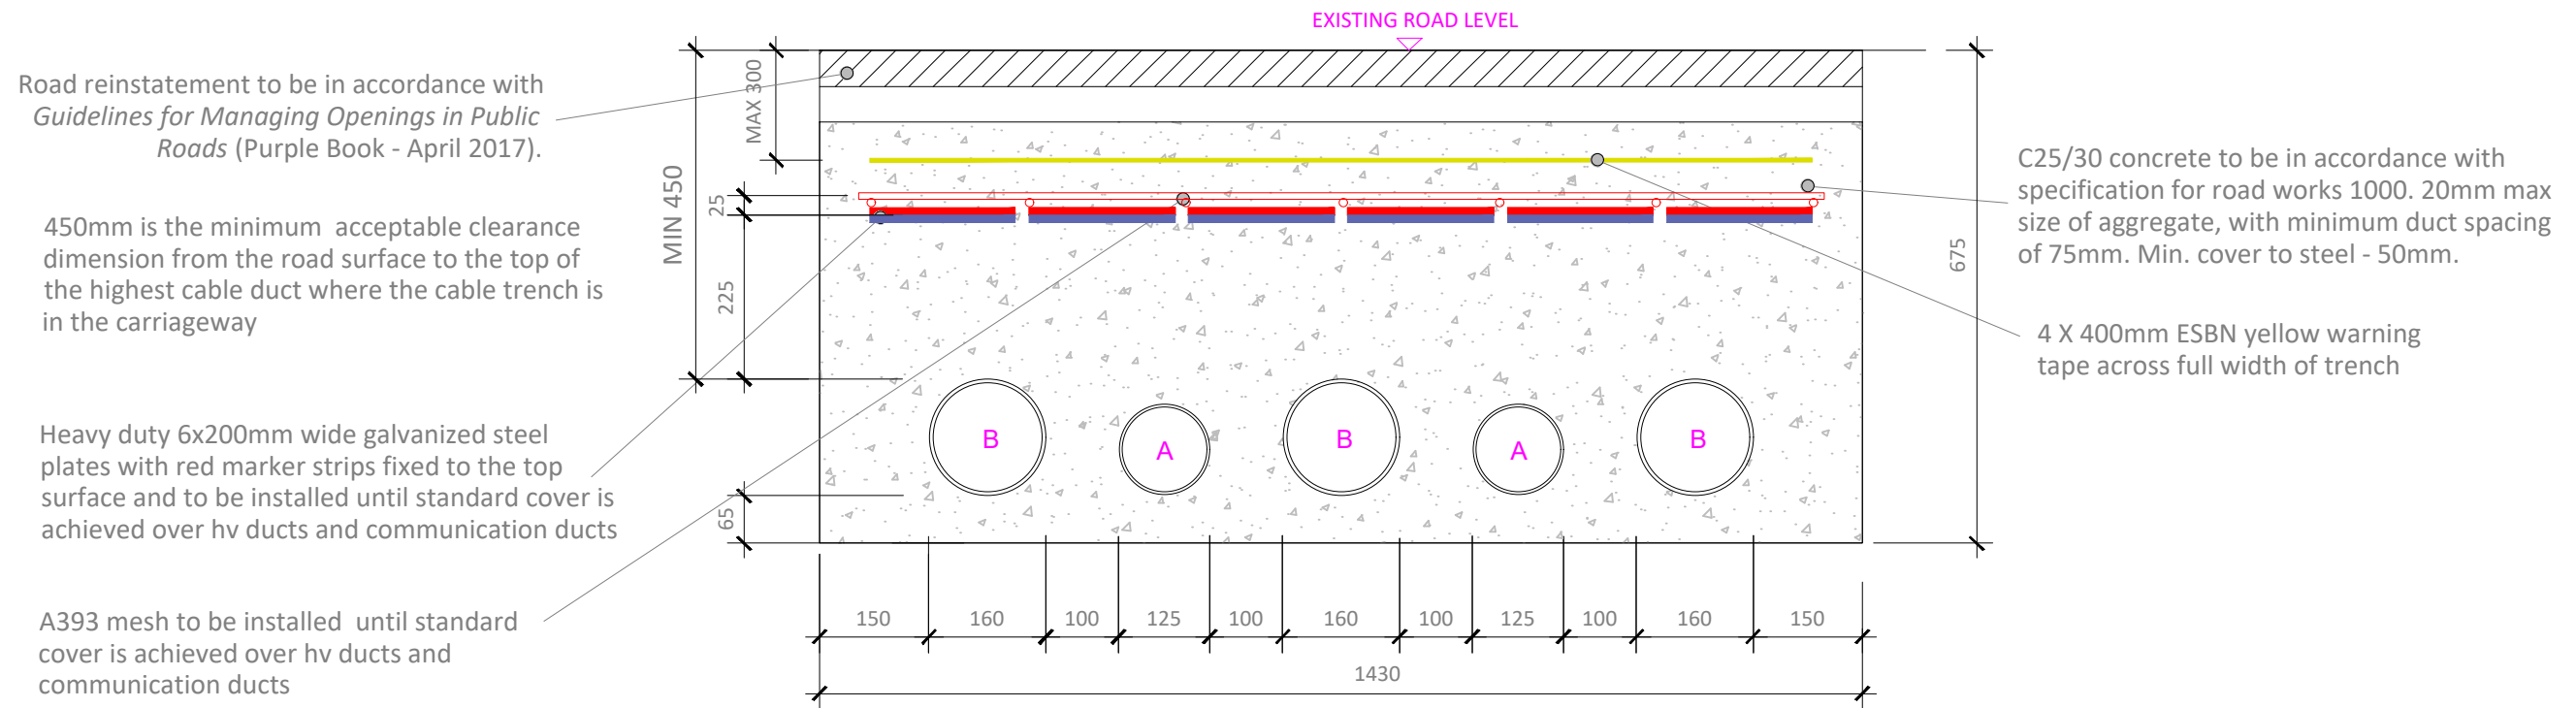 EXISTING ROAD LEVEL
Road reinstatement to be in accordance with
Guidelines for Managing Openings in Public
Roads (Purple Book - April 2017).
450mm is the minimum acceptable clearance
dimension from the road surface to the top of
the highest cable duct where the cable trench is
in the carriageway
Heavy duty 6x200mm wide galvanized steel
plates with red marker strips fixed to the top
surface and to be installed until standard cover is
achieved over hv ducts and communication ducts
A393 mesh to be installed until standard
cover is achieved over hv ducts and
communication ducts
MIN 450
MAX 300
25
225
65
B
A
B
A
B
150
160
100
125
100
160
100
125
100
160
150
1430
675
C25/30 concrete to be in accordance with
specification for road works 1000. 20mm max
size of aggregate, with minimum duct spacing
of 75mm. Min. cover to steel - 50mm.
4 X 400mm ESBN yellow warning
tape across full width of trench